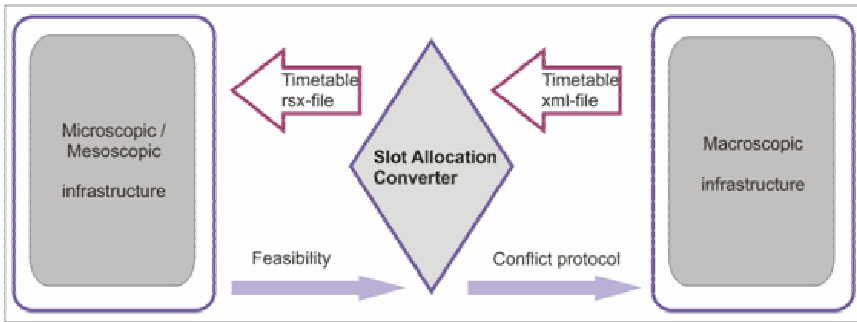 Microscopic /
Mesoscopic
infrastructure
Timetable
rsx-file
Slot Allocation
Converter
Timetable
xml-file
Macroscopic
infrastructure
Feasibility
Conflict protocol